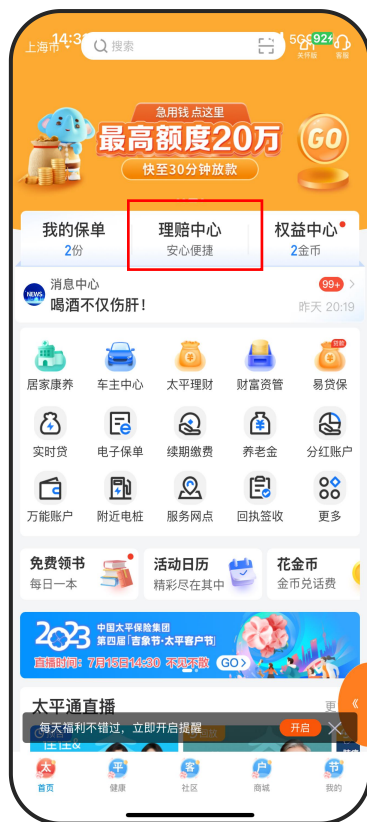 上海市
14:3
搜索
5G
92
关怀版
客服
急用钱 点这里
最高额度20万
GO
快至30分钟放款
我的保单
理赔中心
权益中心
2份
安心便捷
2金币
NEWS
消息中心
99+
喝酒不仅伤肝！
昨天 20:19
贷款
居家康养
车主中心
太平理财
财富资管
易贷保
实时贷
电子保单
续期缴费
养老金
分红账户
万能账户
附近电桩
服务网点
回执签收
更多
免费领书
活动日历
花金币
每日一本
精彩尽在其中
金币兑话费
2023
中国太平保险集团
第四届「吉象节·太平客户节」
直播时间：7月15日14:30 不见不散
GO>
太平通直播
更
每天福利不错过，立即开启提醒
开启
太
平
客
户
节
首页
健康
社区
商城
我的